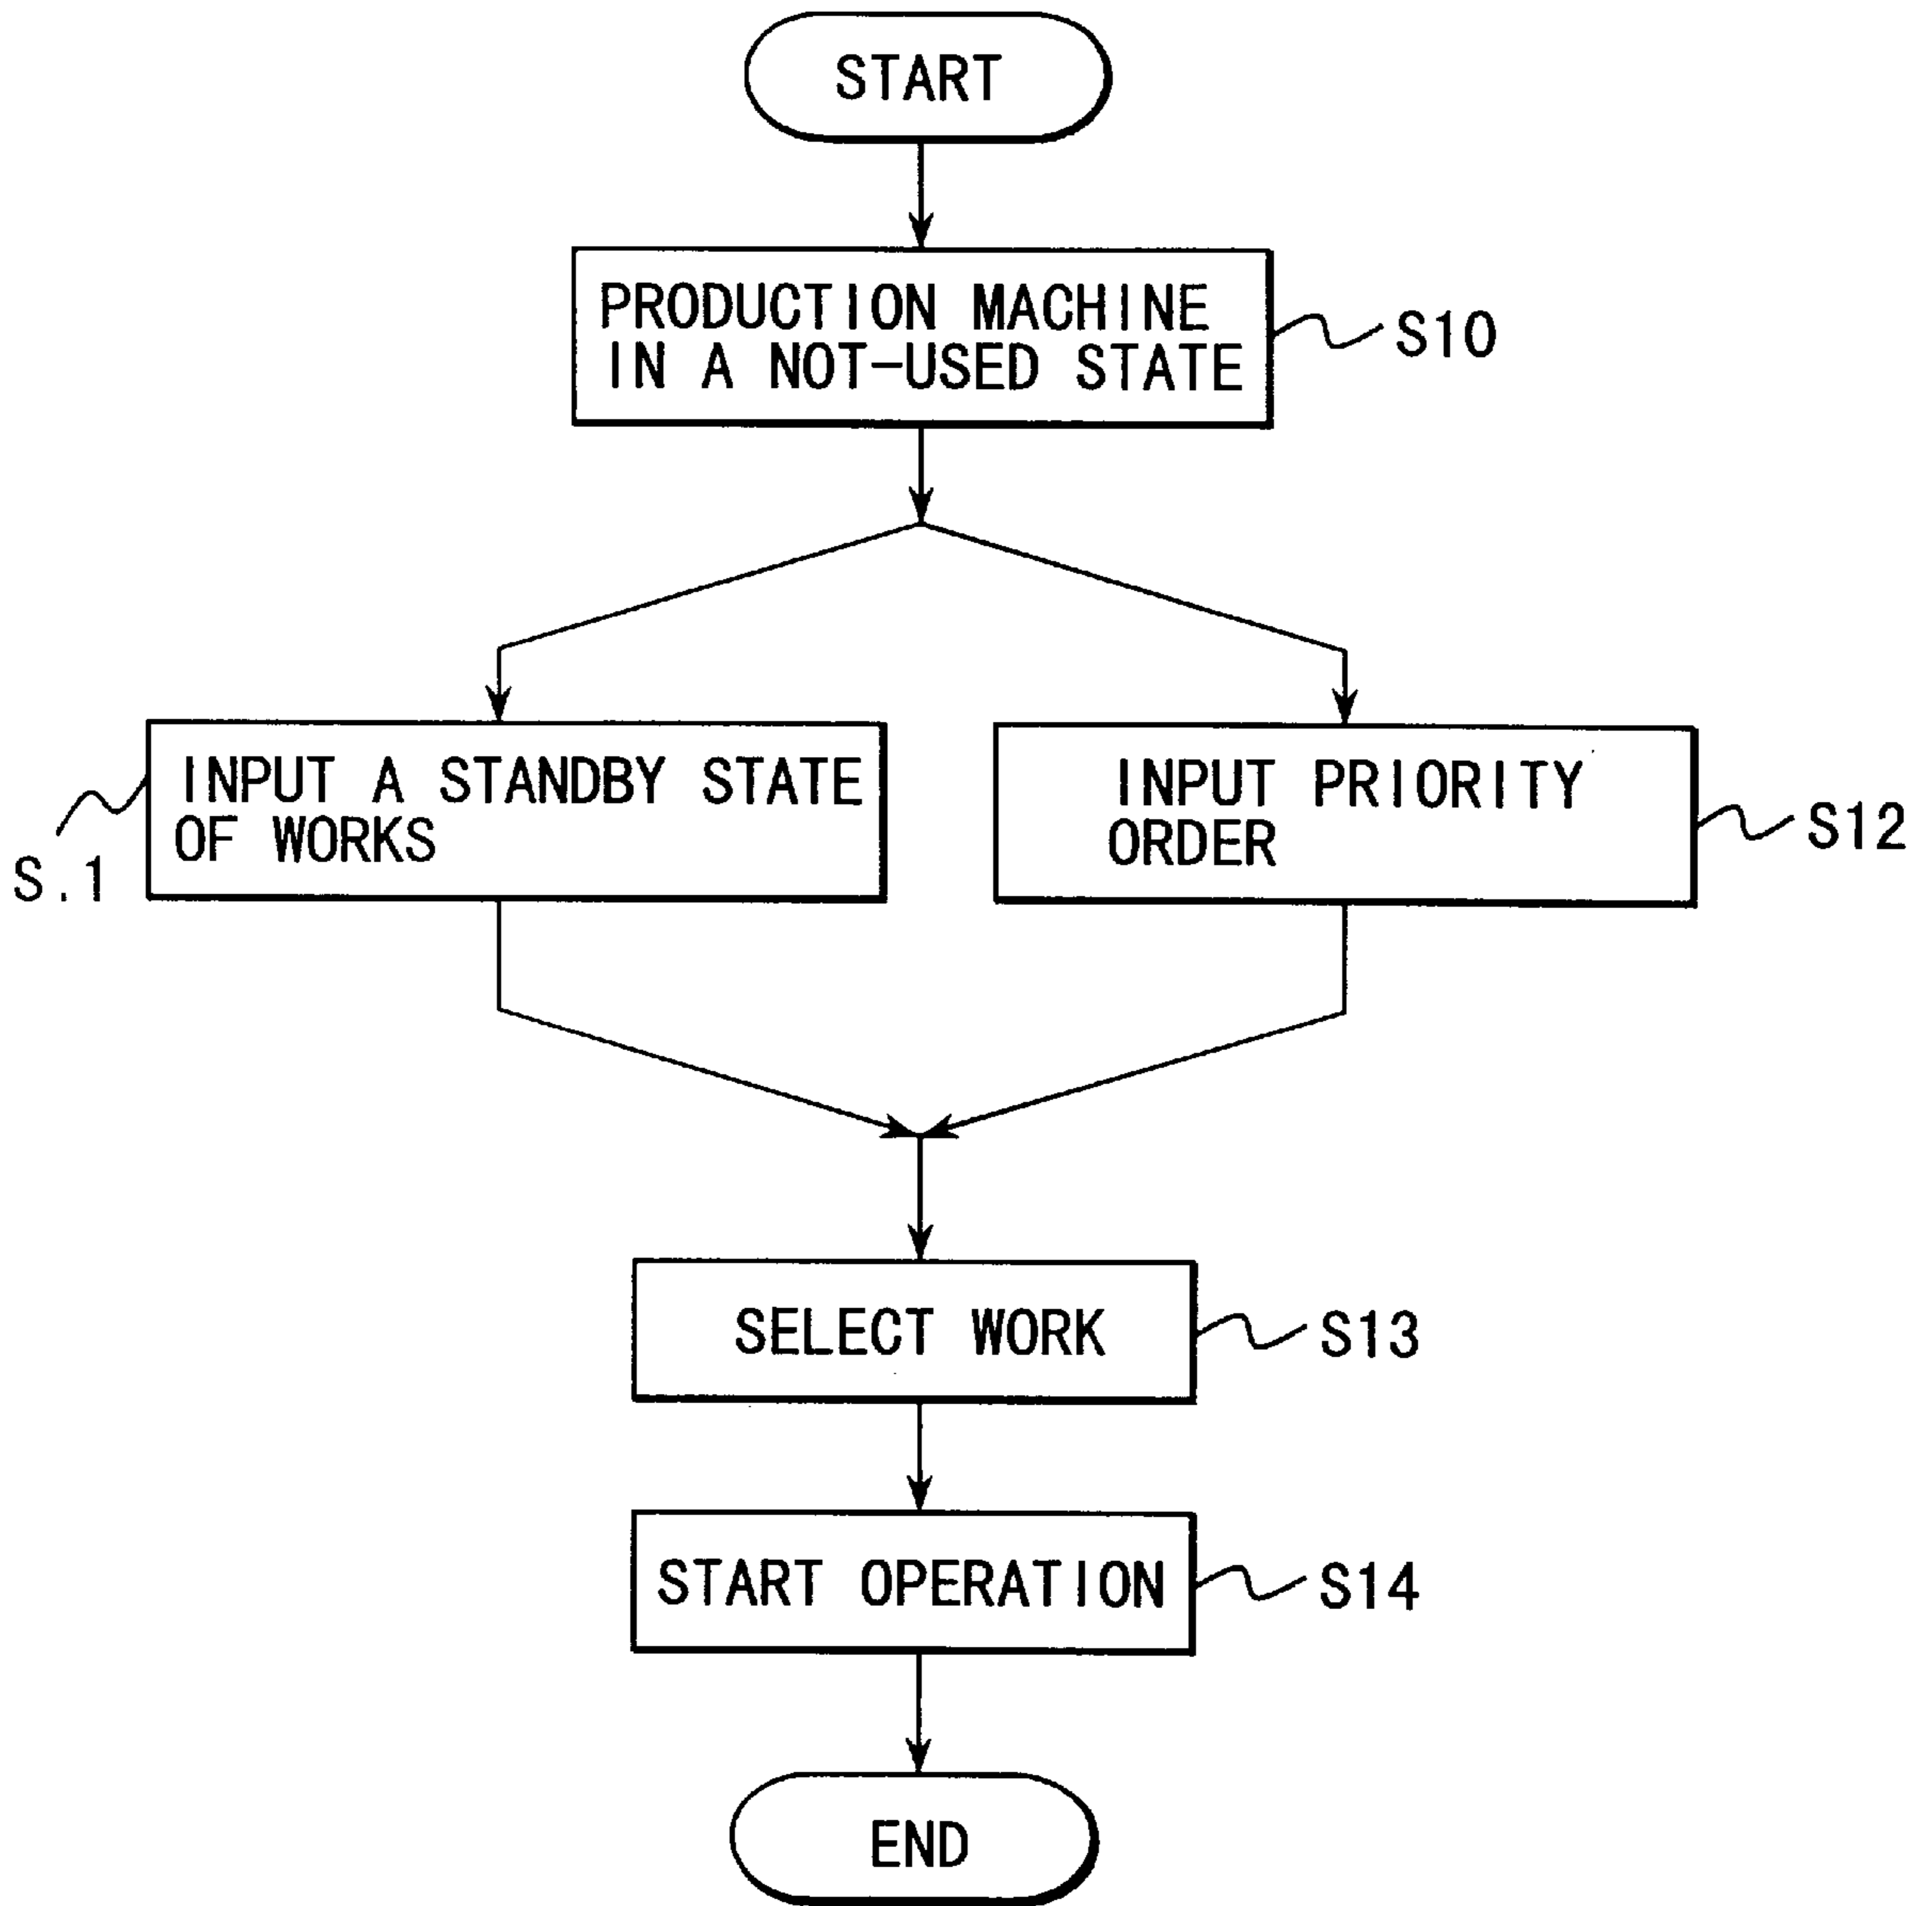 START
PRODUCTION MACHINE
IN A NOT-USED STATE
S10
INPUT A STANDBY STATE
OF WORKS
S.1
INPUT PRIORITY
ORDER
S12
SELECT WORK
S13
START OPERATION
S14
END